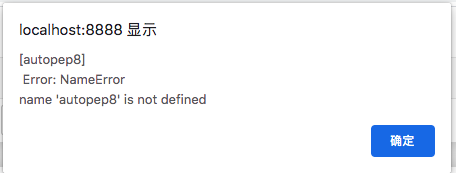 localhost:8888 显示
[autopep8]
Error: NameError
name 'autopep8' is not defined
确定